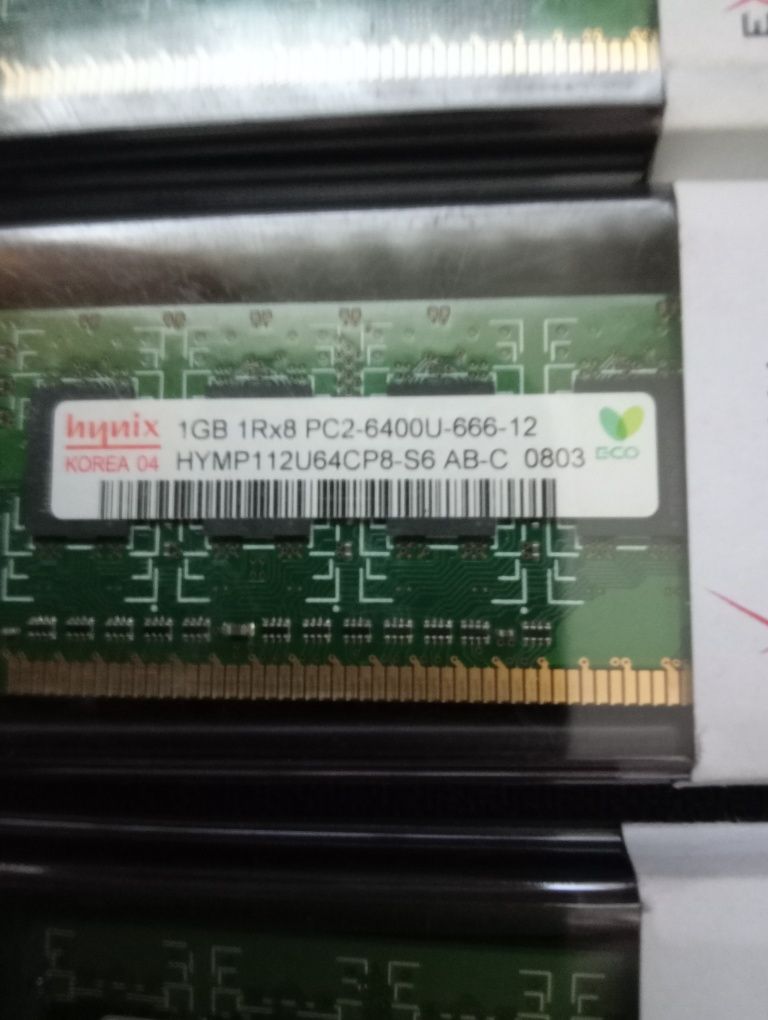 hynix 1GB 1Rx8 PC2-6400U-666-12
KOREA 04 HYMP112U64CP8-S6 AB-C 0803
ECO